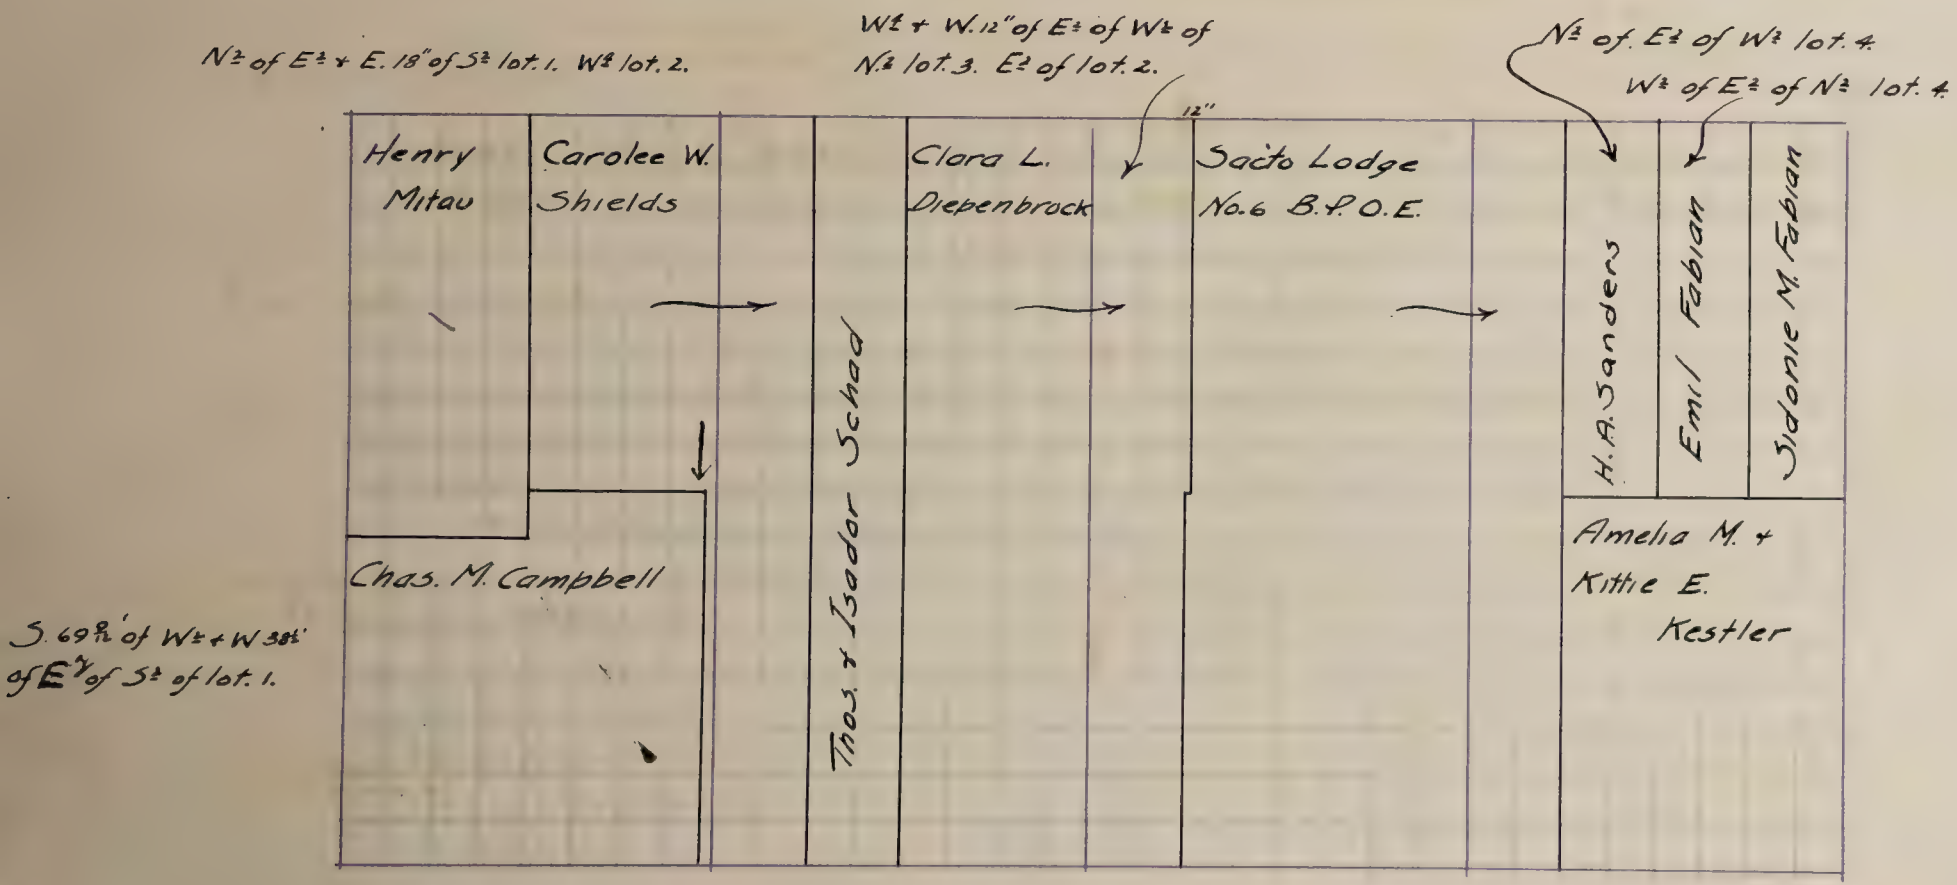 N½ of E½ + E. 18" of S½ lot. 1. W½ lot. 2.
W½ + W. 12" of E½ of W½ of
N.½ lot. 3. E½ of lot. 2.
N½ of. E½ of W½ lot. 4.
W½ of E½ of N½ lot. 4.
12"
Henry
Mitau
Carolee W.
Shields
Clara L.
Diepenbrock
Sacto Lodge
No. 6 B.P.O.E.
H.A. Sanders
Emil Fabian
Sidonie M. Fabian
Thos. + Isador Schad
Chas. M. Campbell
Amelia M. +
Kittie E.
Kestler
S. 69 of W½ + W 38½'
of E½ of S½ of lot. 1.